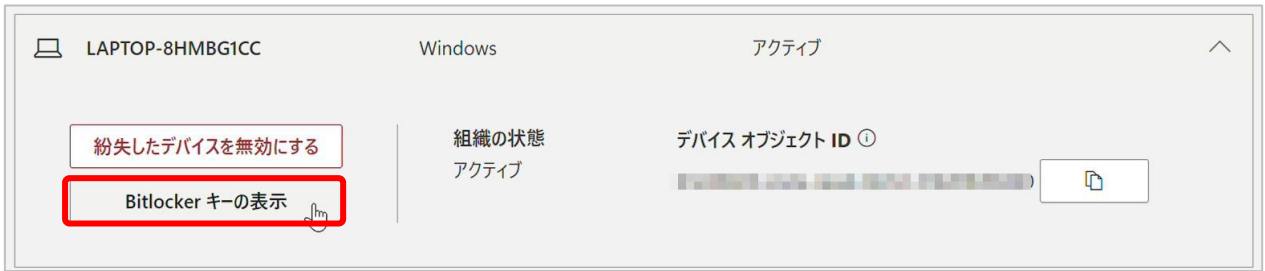 LAPTOP-8HMBG1CC Windows アクティブ
紛失したデバイスを無効にする
Bitlocker キーの表示
組織の状態
アクティブ
デバイス オブジェクト ID